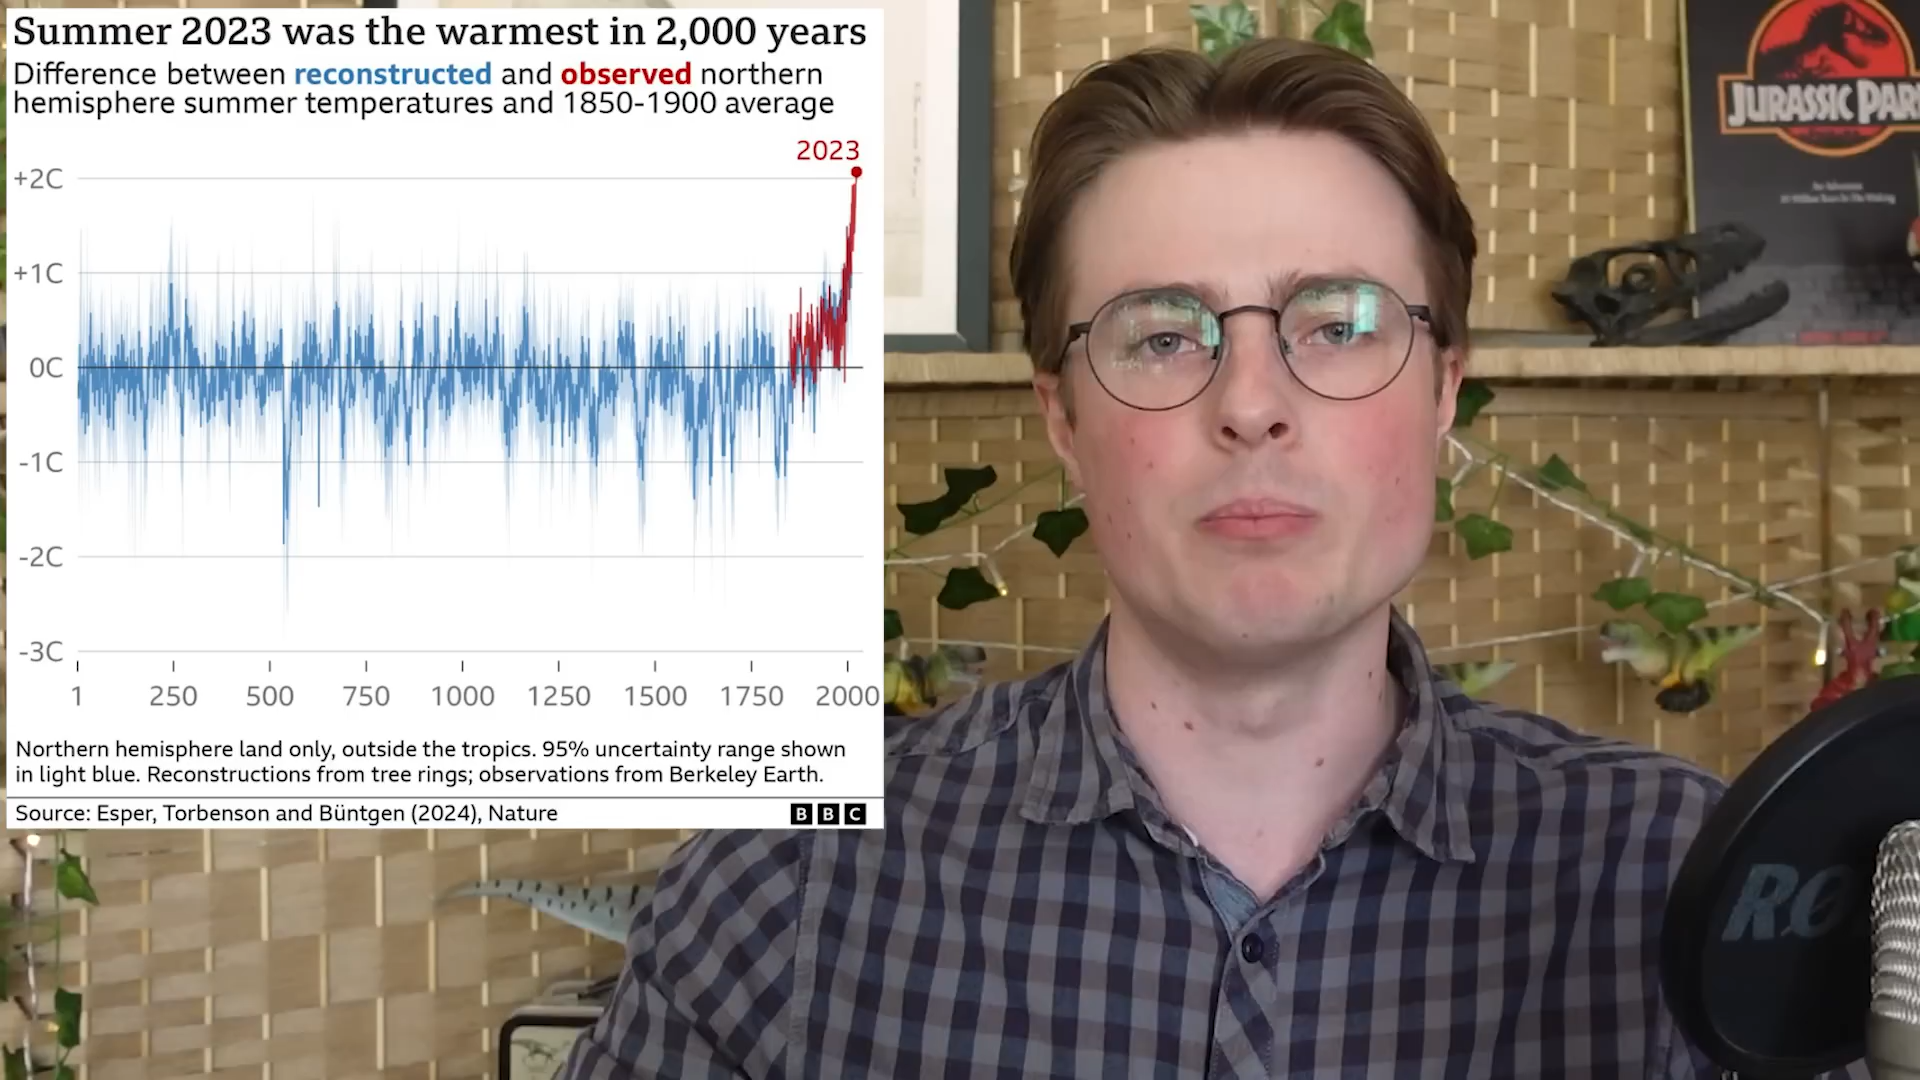 Summer 2023 was the warmest in 2,000 years
Difference between reconstructed and observed northern
hemisphere summer temperatures and 1850-1900 average
2023
+2C
+1C
0C
-1C
-2C
-3C
1 250 500 750 1000 1250 1500 1750 2000
Northern hemisphere land only, outside the tropics. 95% uncertainty range shown
in light blue. Reconstructions from tree rings; observations from Berkeley Earth.
Source: Esper, Torbenson and Büntgen (2024), Nature
BBC
JURASSIC PAR